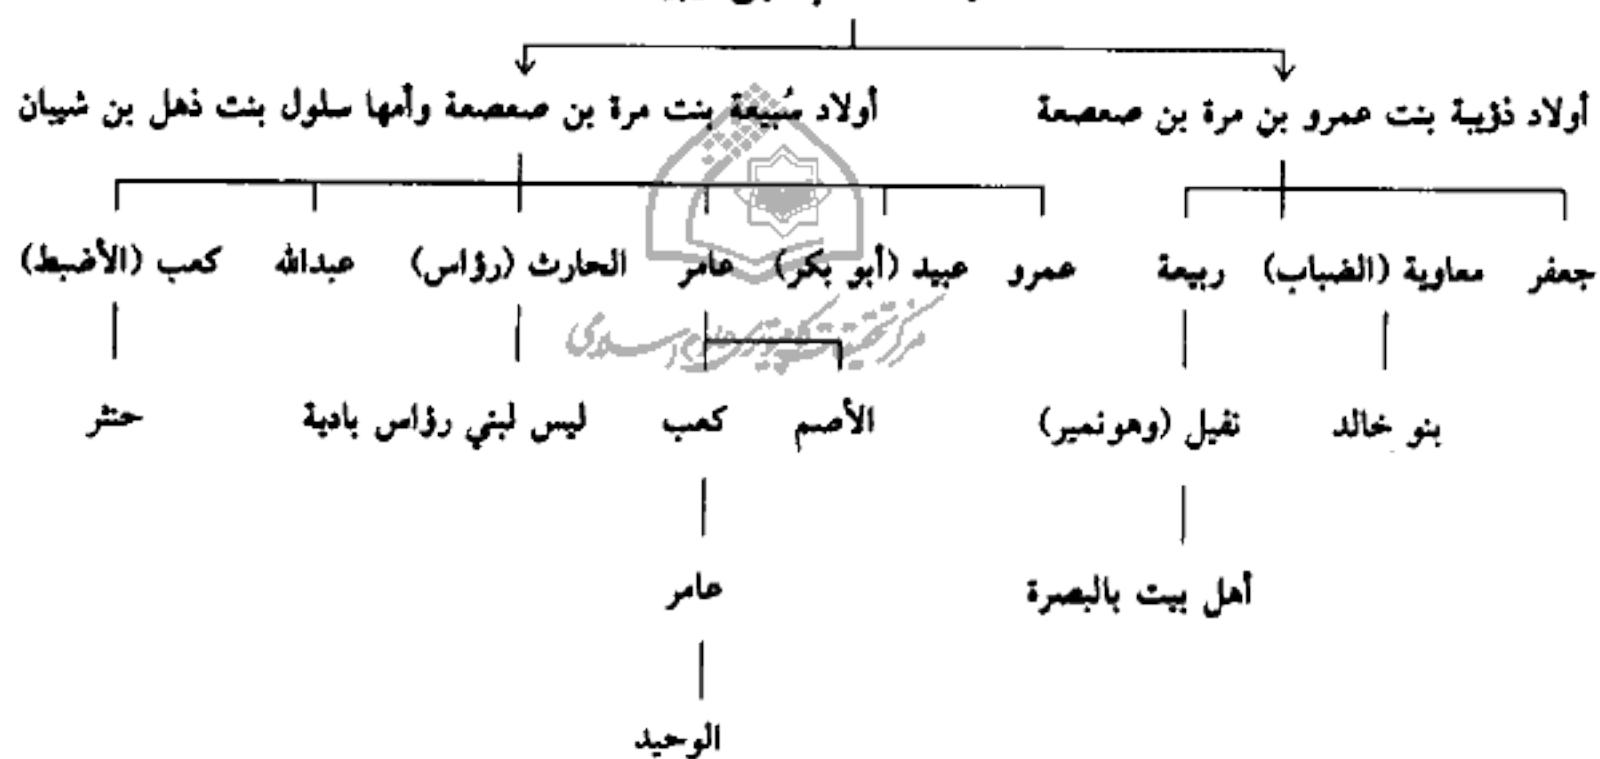 أولاد ذؤيبة بنت عمرو بن مرة بن صعصعة
أولاد سُبيعة بنت مرة بن صعصعة وأمها سلول بنت ذهل بن شيبان
جعفر معاوية (الضباب) ربيعة عمرو عبيد (أبو بكر) عامر الحارث (رؤاس) عبدالله كعب (الأضبط)
بنو خالد نفيل (وهونمير) الأصم كعب ليس لبني رؤاس بادية حنثر
أهل بيت بالبصرة عامر
الوحيد